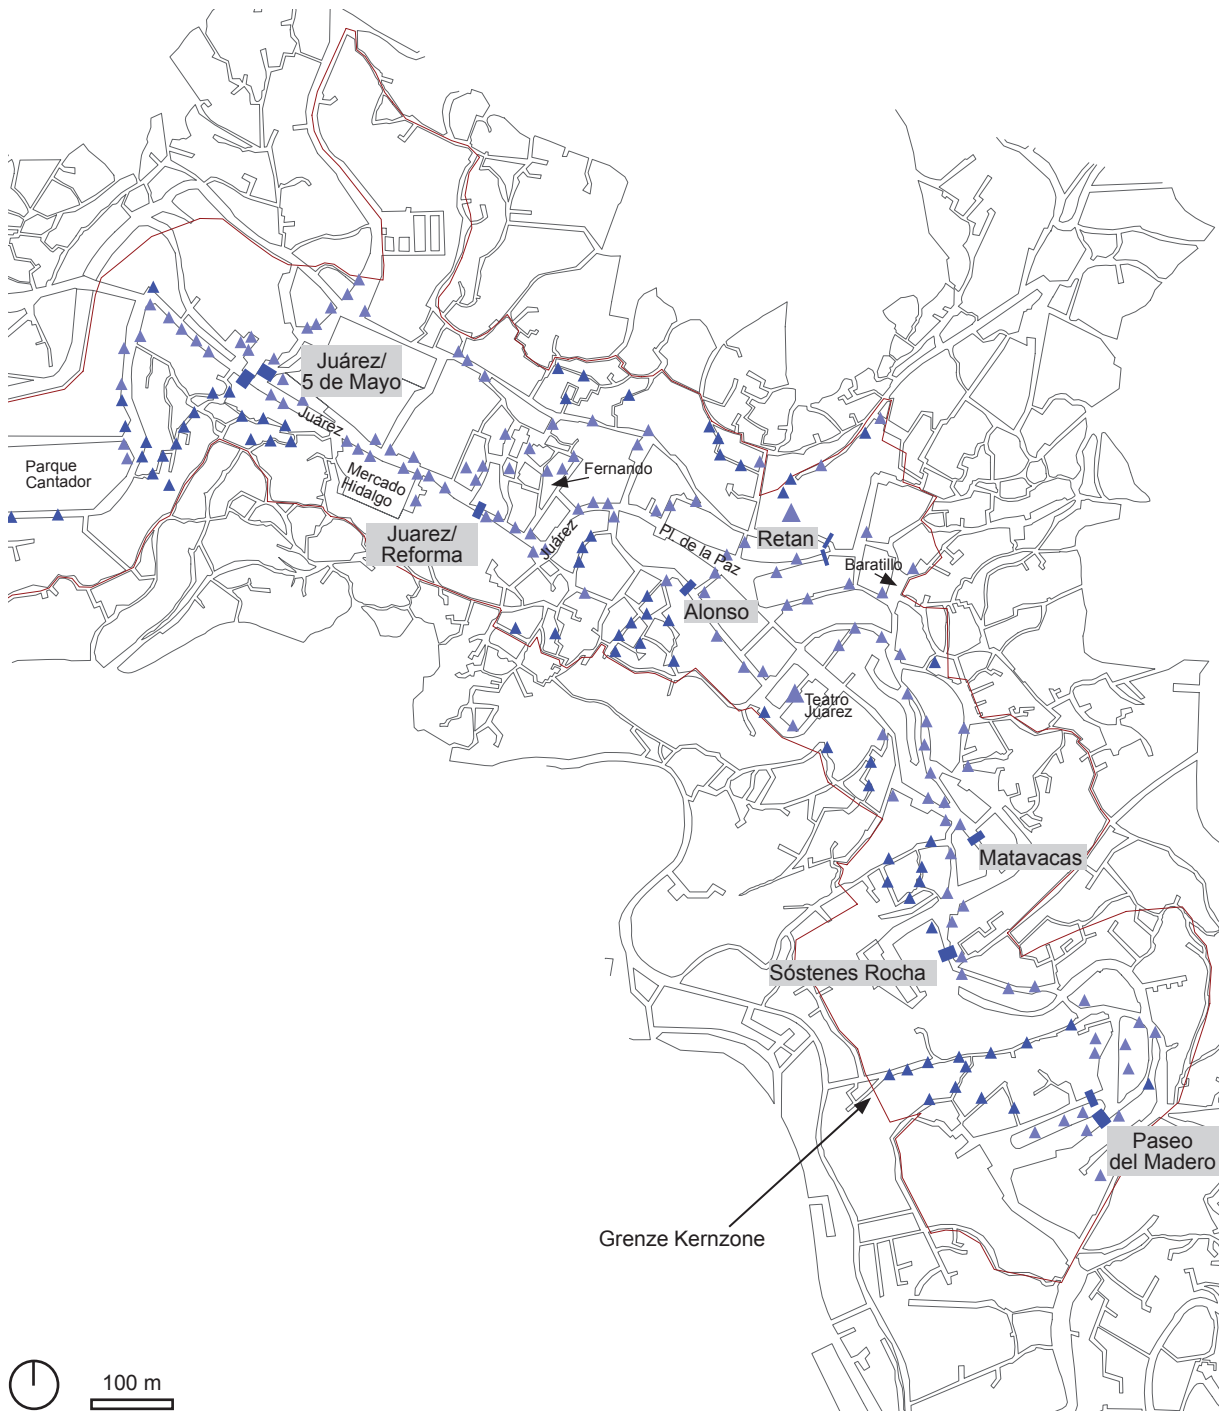 Juárez/
5 de Mayo
Juárez
Mercado
Hidalgo
Parque
Cantador
Fernando
Juarez/
Reforma
Juárez
Pl. de la Paz
Retan
Baratillo
Alonso
Teatro
Juárez
Matavacas
Sóstenes Rocha
Paseo
del Madero
Grenze Kernzone
100 m